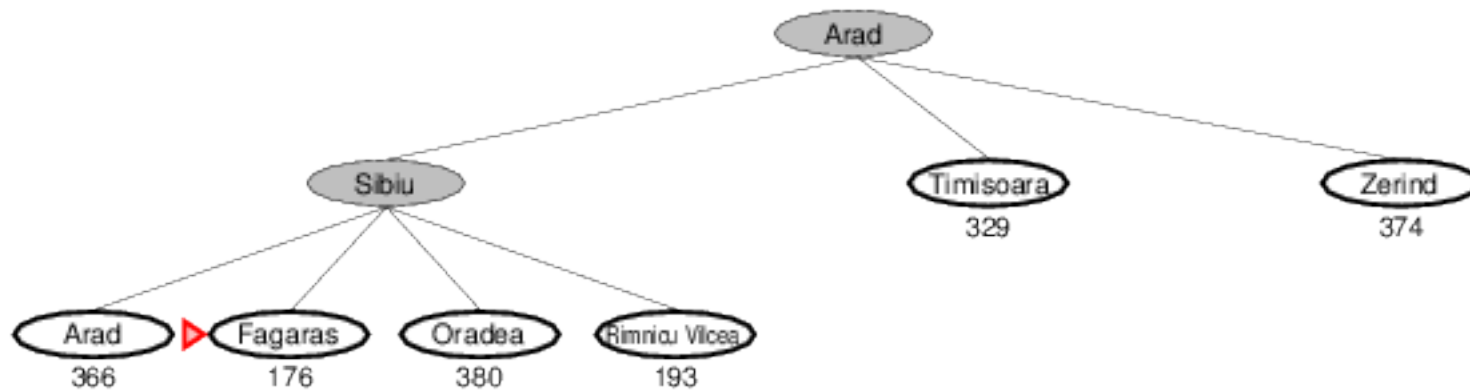 Arad
Sibiu
Timisoara
Zerind
329
374
Arad
Fagaras
Oradea
Rimnicu Vilcea
366
176
380
193